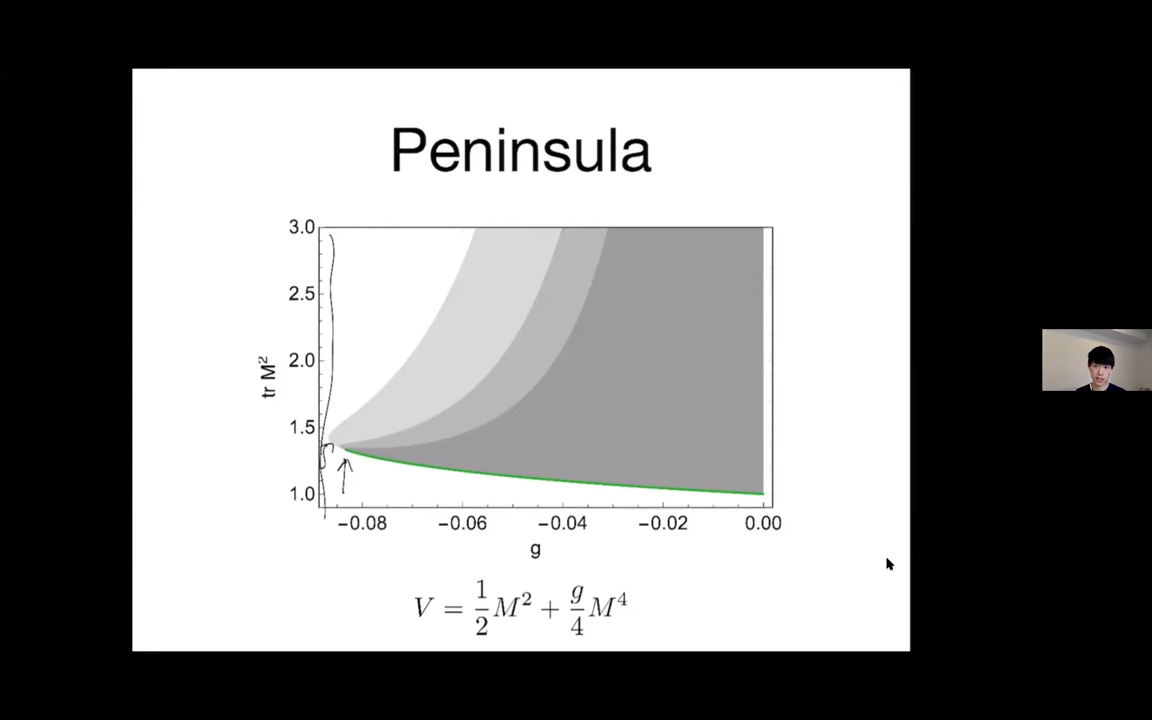 Peninsula
3.0
2.5
2.0
1.5
1.0
tr M²
−0.08 −0.06 −0.04 −0.02 0.00
g
V = 1/2 M² + g/4 M⁴